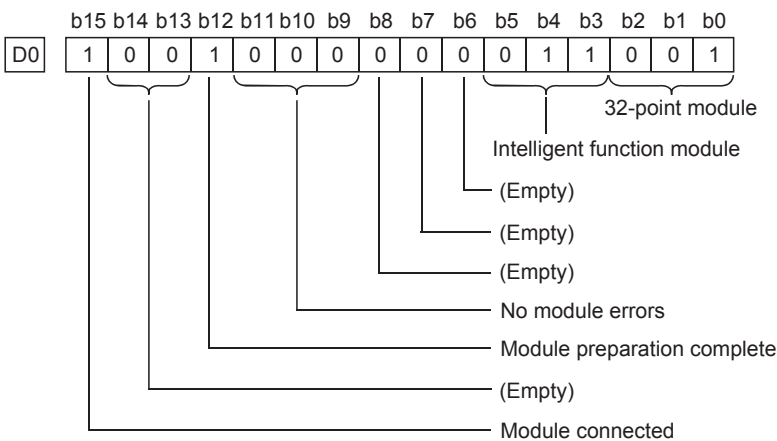 b15 b14 b13 b12 b11 b10 b9 b8 b7 b6 b5 b4 b3 b2 b1 b0
D0 1 0 0 1 0 0 0 0 0 0 0 1 1 0 0 1
32-point module
Intelligent function module
(Empty)
(Empty)
(Empty)
No module errors
Module preparation complete
(Empty)
Module connected